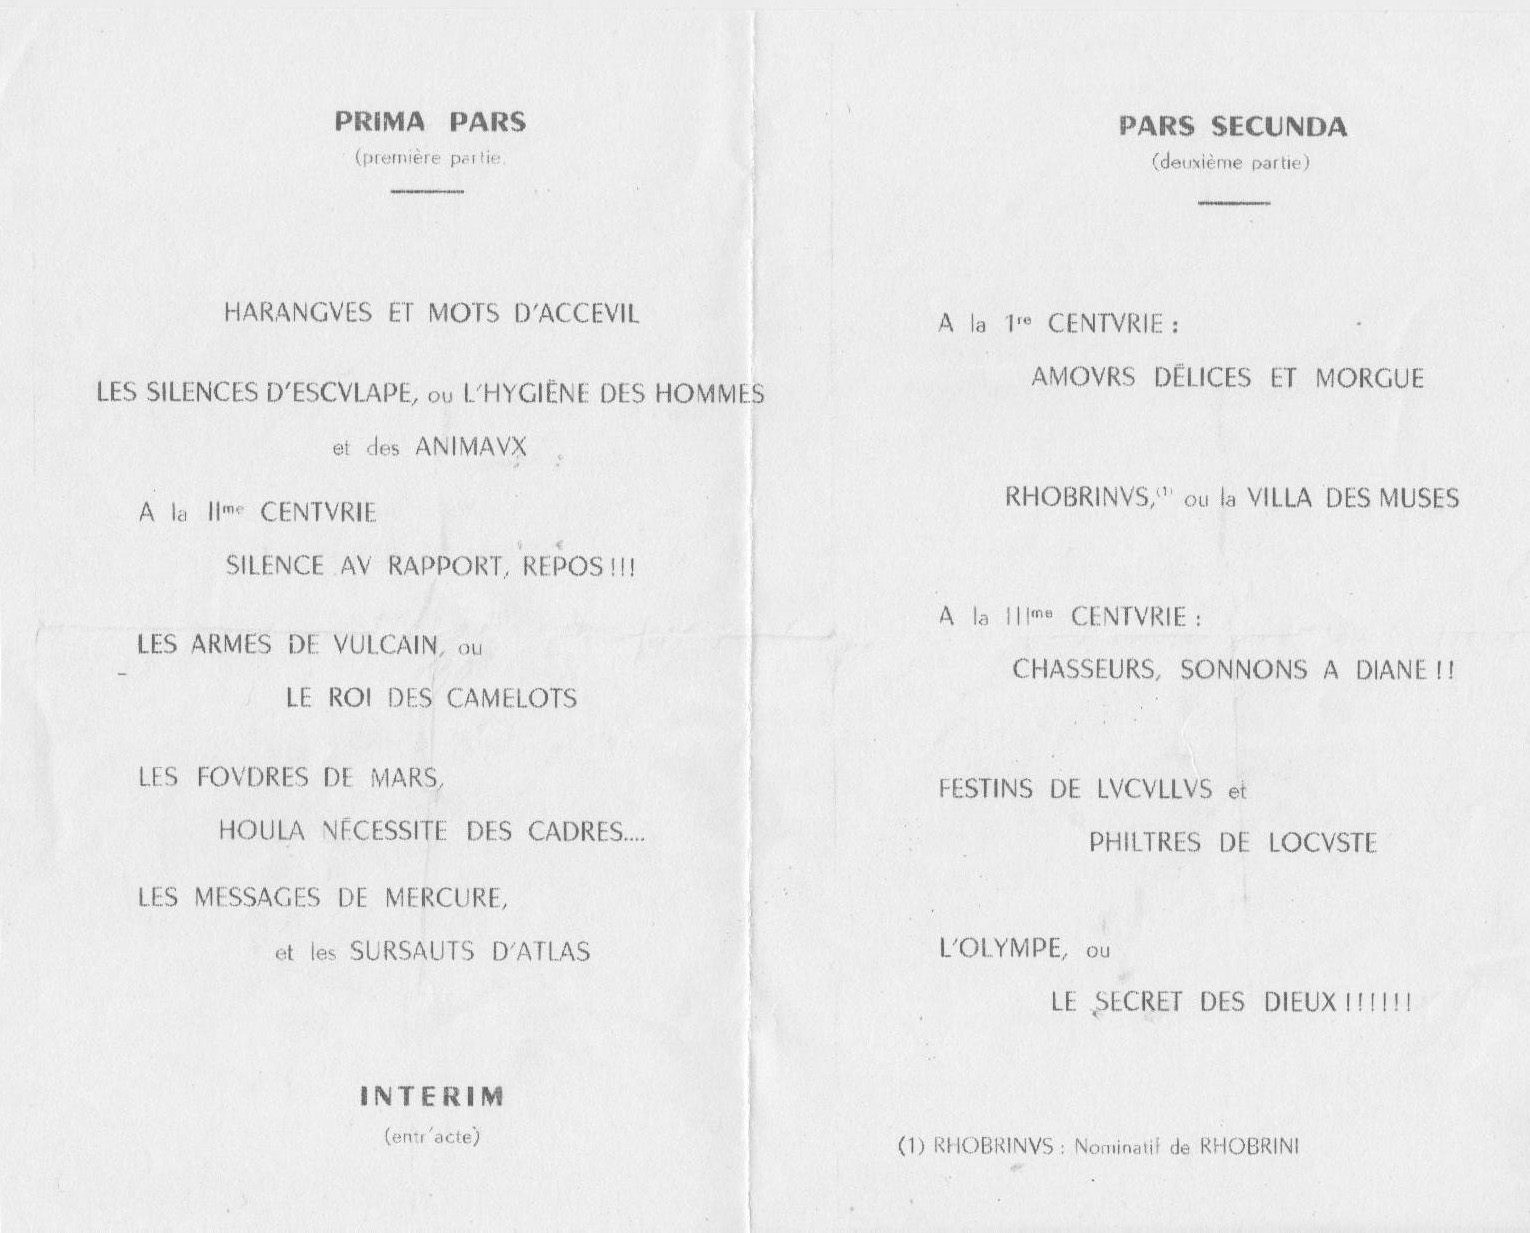 PRIMA PARS
(première partie.
HARANGVES ET MOTS D'ACCEVIL
LES SILENCES D'ESCVLAPE, ou L'HYGIÈNE DES HOMMES
et des ANIMAVX
A la IIme CENTVRIE
SILENCE AV RAPPORT, REPOS !!!
LES ARMES DE VULCAIN, ou
LE ROI DES CAMELOTS
LES FOVDRES DE MARS,
HOULA NÉCESSITE DES CADRES....
LES MESSAGES DE MERCURE,
et les SURSAUTS D'ATLAS
INTERIM
(entr'acte)
PARS SECUNDA
(deuxième partie)
A la 1re CENTVRIE :
AMOVRS DÉLICES ET MORGUE
RHOBRINVS,(1) ou la VILLA DES MUSES
A la IIIme CENTVRIE :
CHASSEURS, SONNONS A DIANE !!
FESTINS DE LVCVLLVS et
PHILTRES DE LOCVSTE
L'OLYMPE, ou
LE SECRET DES DIEUX !!!!!!
(1) RHOBRINVS : Nominatif de RHOBRINI